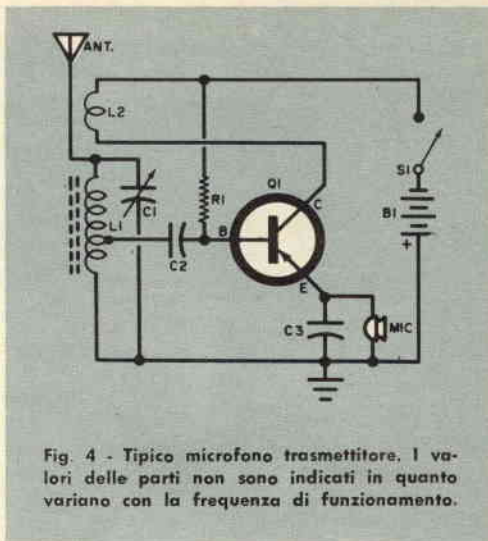 ANT.
L2
R1
Q1
C
S1
B1
+
L1
C1
C2
B
E
C3
MIC
Fig. 4 - Tipico microfono trasmettitore. I va-
lori delle parti non sono indicati in quanto
variano con la frequenza di funzionamento.